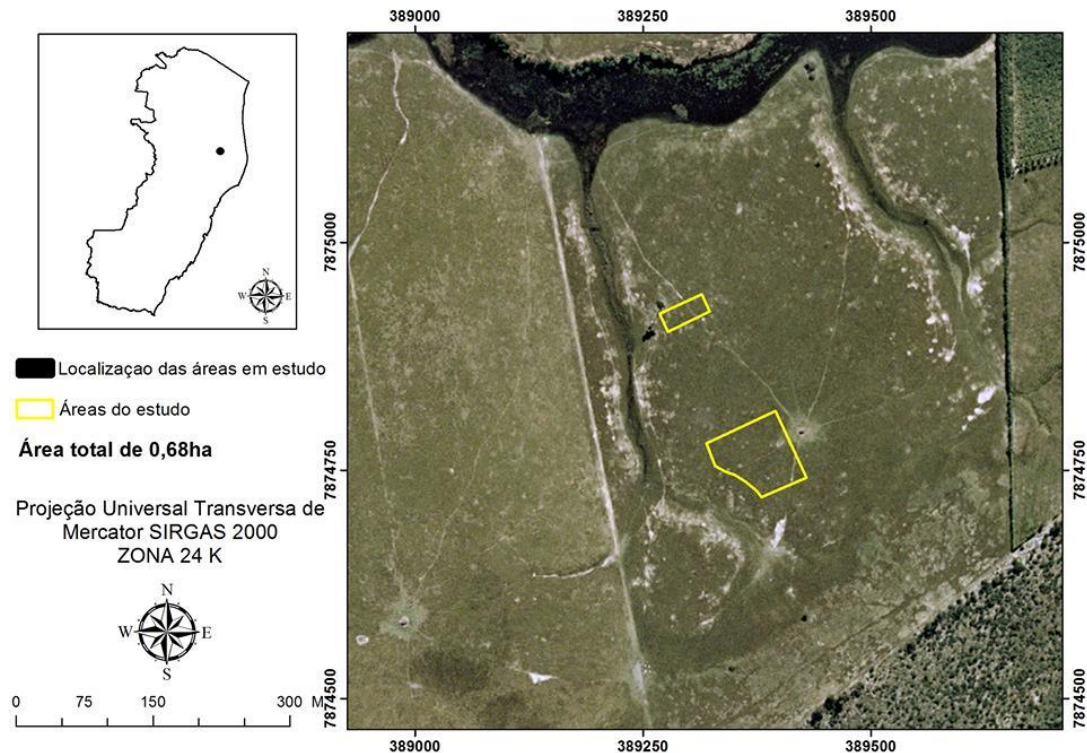 389000 389250 389500
N
W E
S
7875000 7875000
Localizaçao das áreas em estudo
Áreas do estudo
Área total de 0,68ha
7874750 7874750
Projeção Universal Transversa de
Mercator SIRGAS 2000
ZONA 24 K
N
W E
S
0 75 150 300 M
7874500 7874500
389000 389250 389500